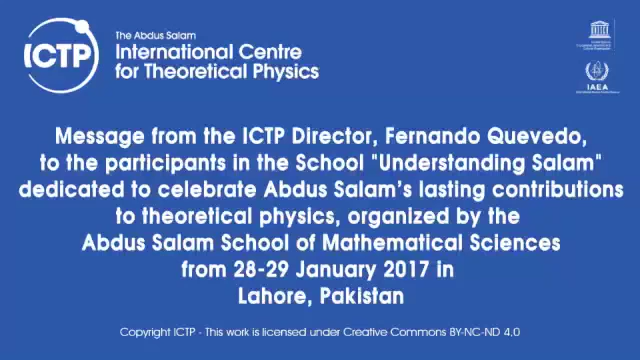 ICTP
The Abdus Salam
International Centre
for Theoretical Physics
IAEA
Message from the ICTP Director, Fernando Quevedo,
to the participants in the School "Understanding Salam"
dedicated to celebrate Abdus Salam’s lasting contributions
to theoretical physics, organized by the
Abdus Salam School of Mathematical Sciences
from 28-29 January 2017 in
Lahore, Pakistan
Copyright ICTP - This work is licensed under Creative Commons BY-NC-ND 4.0